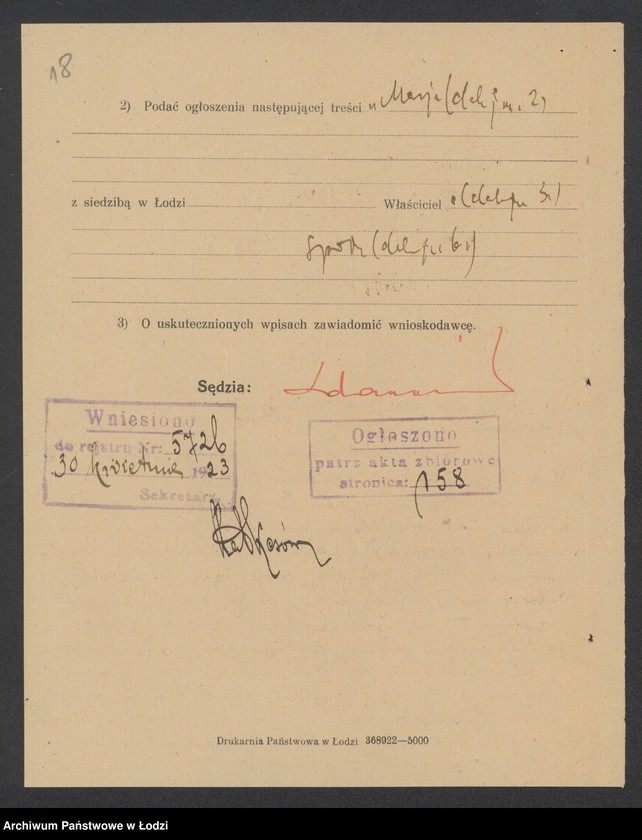 18
2) Podać ogłoszenia następującej treści „
z siedzibą w Łodzi Właściciel
3) O uskutecznionych wpisach zawiadomić wnioskodawcę.
Sędzia:
Wniesiono
do rejstru Nr: 5726
30 kwietnia 1923
Sekretarz
Ogłoszono
patrz akta zbiorowe
stronica: 158
Drukarnia Państwowa w Łodzi 368922—5000
Archiwum Państwowe w Łodzi